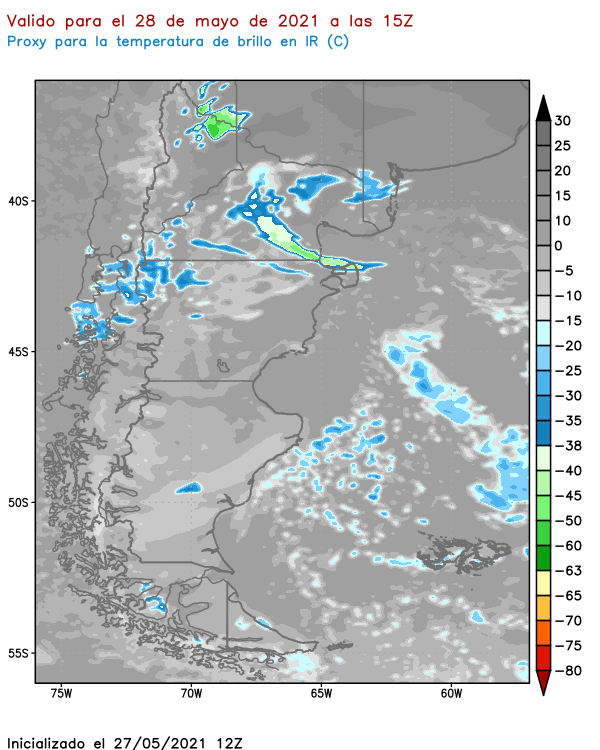 Valido para el 28 de mayo de 2021 a las 15Z
Proxy para la temperatura de brillo en IR (C)
30
25
20
15
10
0
−5
−10
−15
−20
−25
−30
−35
−38
−40
−45
−50
−60
−63
−65
−70
−75
−80
40S
45S
50S
55S
75W
70W
65W
60W
Inicializado el 27/05/2021 12Z